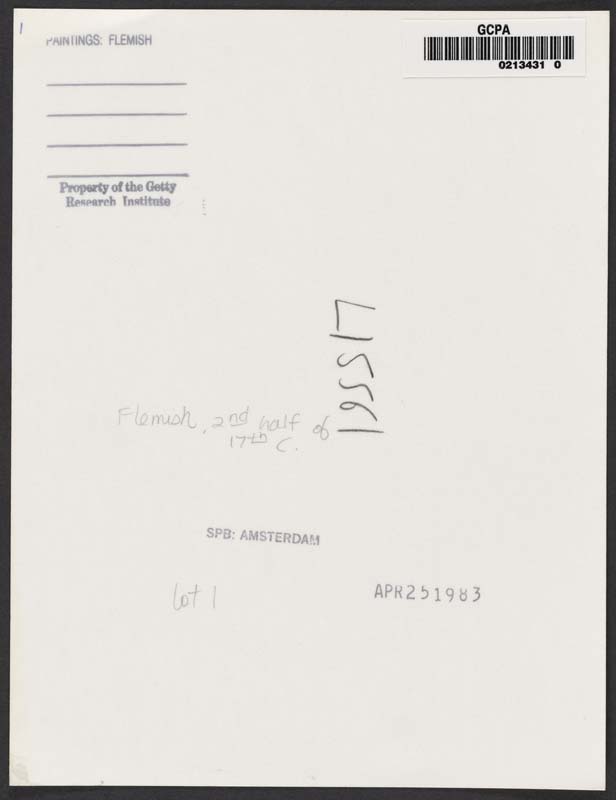 1
PAINTINGS: FLEMISH
GCPA
0213431 0
Property of the Getty
Research Institute
195517
Flemish, 2nd half of
17th C.
SPB: AMSTERDAM
Lot 1
APR251983